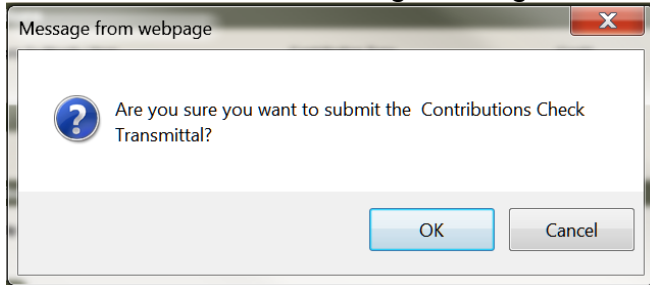 Message from webpage
Are you sure you want to submit the  Contributions Check
Transmittal?
OK
Cancel